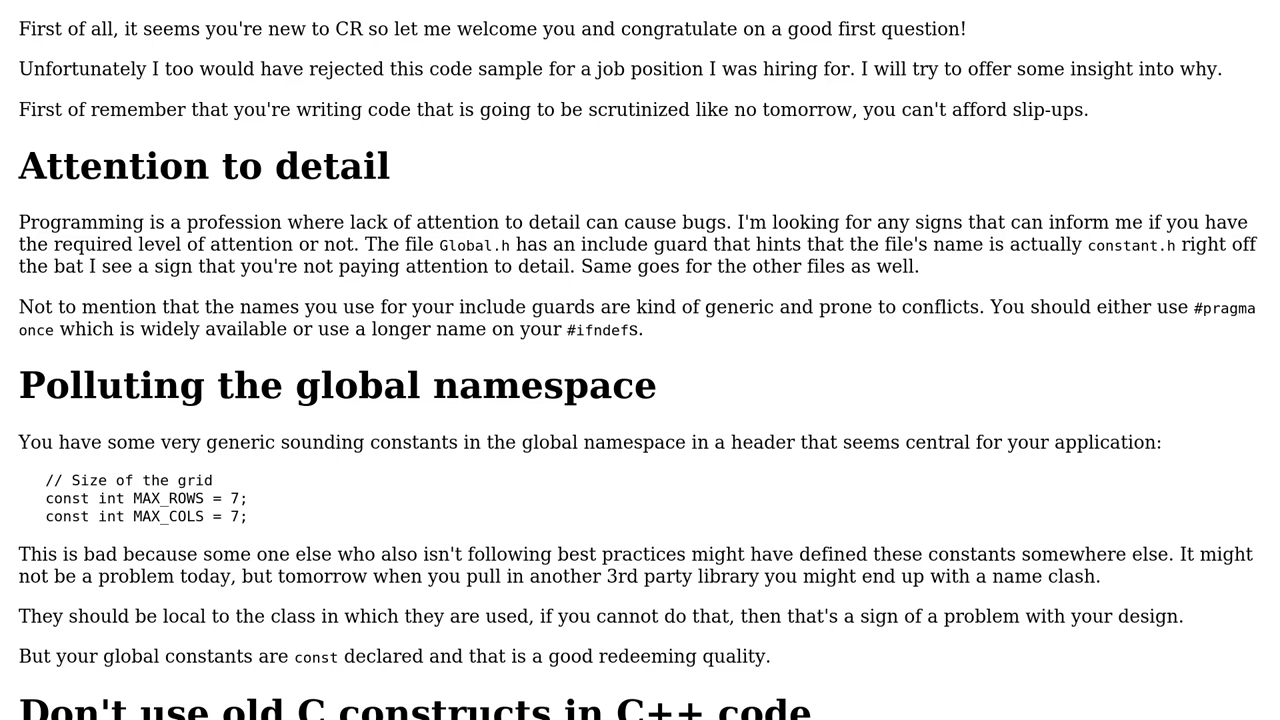 First of all, it seems you're new to CR so let me welcome you and congratulate on a good first question!
Unfortunately I too would have rejected this code sample for a job position I was hiring for. I will try to offer some insight into why.
First of remember that you're writing code that is going to be scrutinized like no tomorrow, you can't afford slip-ups.
Attention to detail
Programming is a profession where lack of attention to detail can cause bugs. I'm looking for any signs that can inform me if you have
the required level of attention or not. The file Global.h has an include guard that hints that the file's name is actually constant.h right off
the bat I see a sign that you're not paying attention to detail. Same goes for the other files as well.
Not to mention that the names you use for your include guards are kind of generic and prone to conflicts. You should either use #pragma
once which is widely available or use a longer name on your #ifndefs.
Polluting the global namespace
You have some very generic sounding constants in the global namespace in a header that seems central for your application:
// Size of the grid
const int MAX_ROWS = 7;
const int MAX_COLS = 7;
This is bad because some one else who also isn't following best practices might have defined these constants somewhere else. It might
not be a problem today, but tomorrow when you pull in another 3rd party library you might end up with a name clash.
They should be local to the class in which they are used, if you cannot do that, then that's a sign of a problem with your design.
But your global constants are const declared and that is a good redeeming quality.
Don't use old C constructs in C++ code